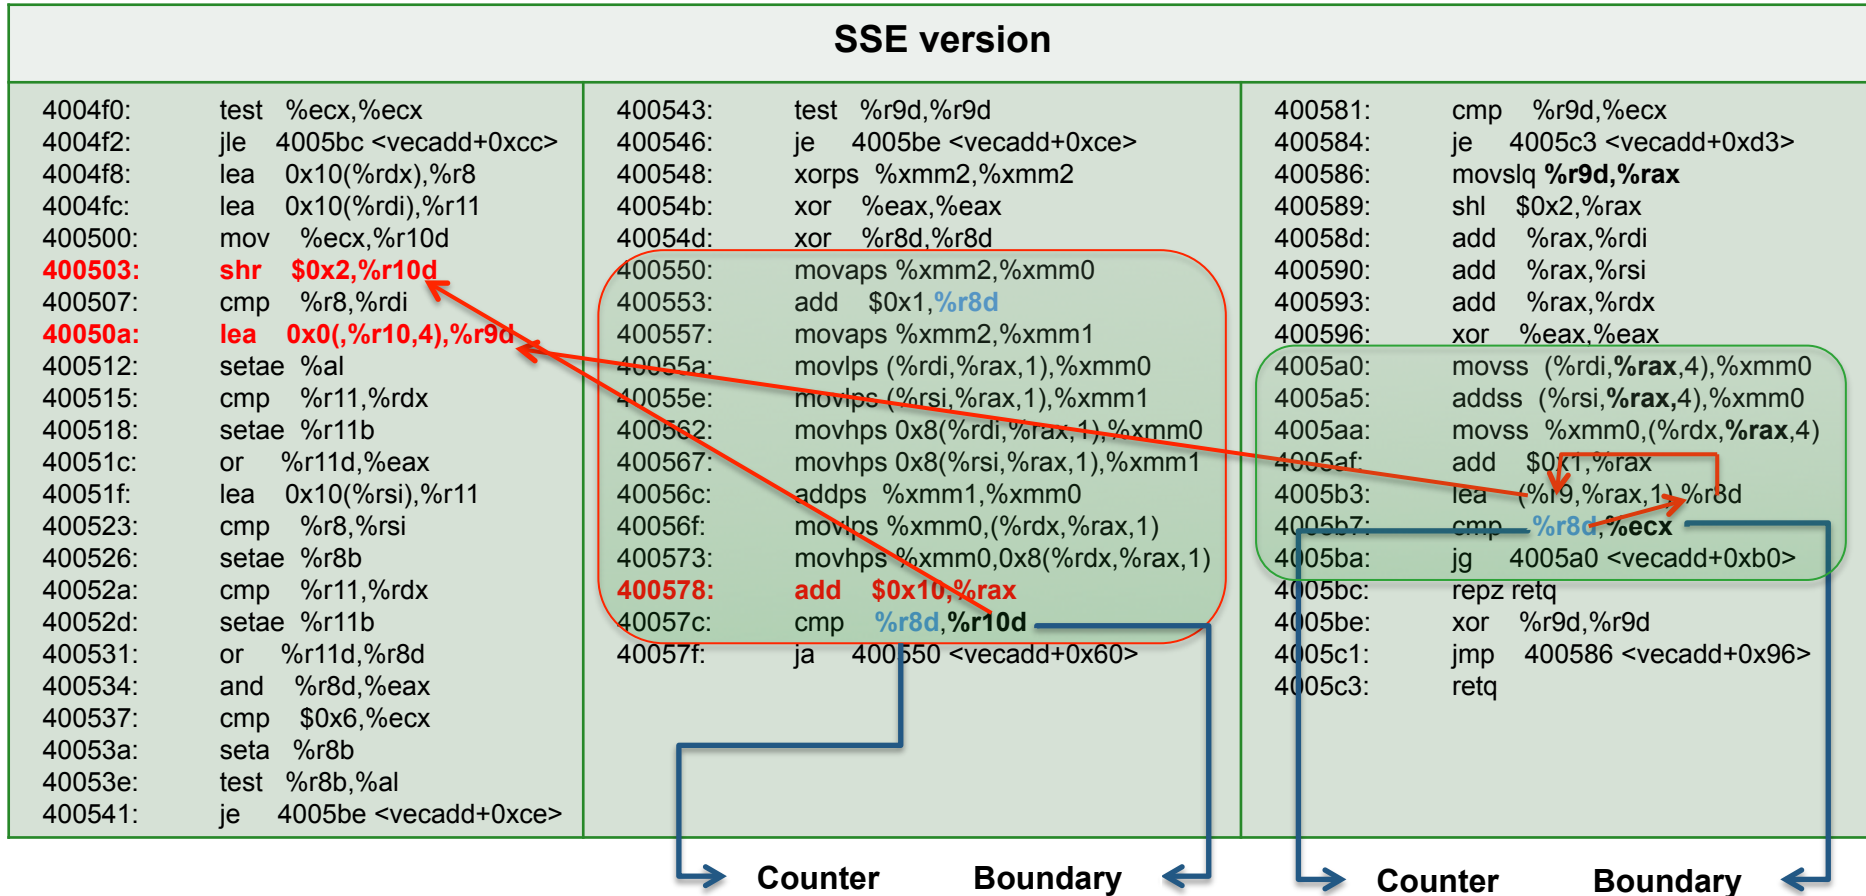 SSE version
4004f0: test %ecx,%ecx
4004f2: jle 4005bc <vecadd+0xcc>
4004f8: lea 0x10(%rdx),%r8
4004fc: lea 0x10(%rdi),%r11
400500: mov %ecx,%r10d
400503: shr $0x2,%r10d
400507: cmp %r8,%rdi
40050a: lea 0x0(,%r10,4),%r9d
400512: setae %al
400515: cmp %r11,%rdx
400518: setae %r11b
40051c: or %r11d,%eax
40051f: lea 0x10(%rsi),%r11
400523: cmp %r8,%rsi
400526: setae %r8b
40052a: cmp %r11,%rdx
40052d: setae %r11b
400531: or %r11d,%r8d
400534: and %r8d,%eax
400537: cmp $0x6,%ecx
40053a: seta %r8b
40053e: test %r8b,%al
400541: je 4005be <vecadd+0xce>
400543: test %r9d,%r9d
400546: je 4005be <vecadd+0xce>
400548: xorps %xmm2,%xmm2
40054b: xor %eax,%eax
40054d: xor %r8d,%r8d
400550: movaps %xmm2,%xmm0
400553: add $0x1,%r8d
400557: movaps %xmm2,%xmm1
40055a: movlps (%rdi,%rax,1),%xmm0
40055e: movlps (%rsi,%rax,1),%xmm1
400562: movhps 0x8(%rdi,%rax,1),%xmm0
400567: movhps 0x8(%rsi,%rax,1),%xmm1
40056c: addps %xmm1,%xmm0
40056f: movlps %xmm0,(%rdx,%rax,1)
400573: movhps %xmm0,0x8(%rdx,%rax,1)
400578: add $0x10,%rax
40057c: cmp %r8d,%r10d
40057f: ja 400550 <vecadd+0x60>
400581: cmp %r9d,%ecx
400584: je 4005c3 <vecadd+0xd3>
400586: movslq %r9d,%rax
400589: shl $0x2,%rax
40058d: add %rax,%rdi
400590: add %rax,%rsi
400593: add %rax,%rdx
400596: xor %eax,%eax
4005a0: movss (%rdi,%rax,4),%xmm0
4005a5: addss (%rsi,%rax,4),%xmm0
4005aa: movss %xmm0,(%rdx,%rax,4)
4005af: add $0x1,%rax
4005b3: lea (%r9,%rax,1),%r8d
4005b7: cmp %r8d,%ecx
4005ba: jg 4005a0 <vecadd+0xb0>
4005bc: repz retq
4005be: xor %r9d,%r9d
4005c1: jmp 400586 <vecadd+0x96>
4005c3: retq
Counter Boundary
Counter Boundary